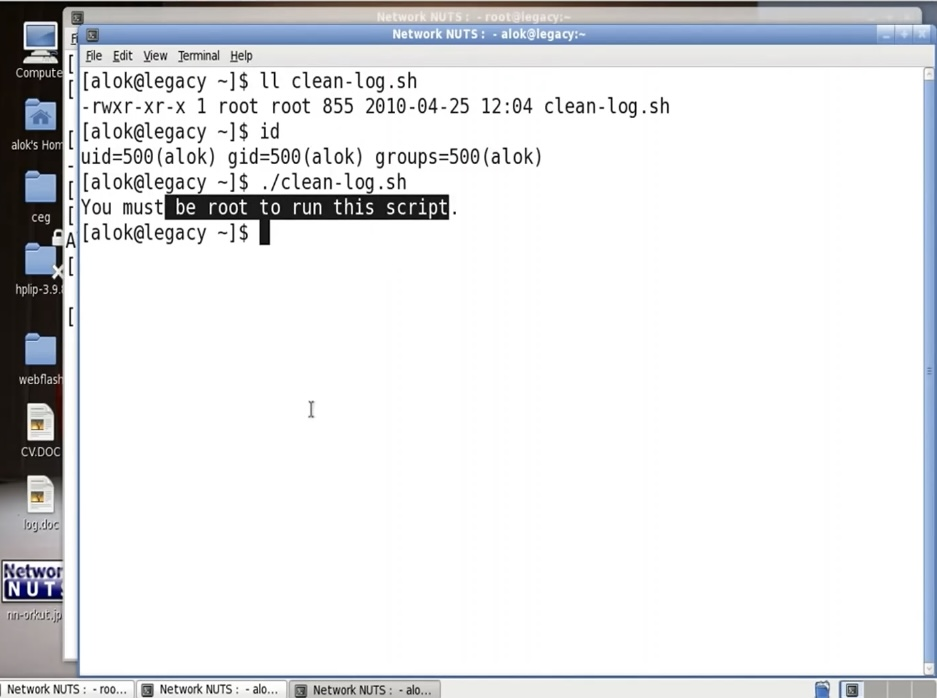 Network NUTS : - root@legacy:~
Network NUTS : - alok@legacy:~
File Edit View Terminal Help
[alok@legacy ~]$ ll clean-log.sh
-rwxr-xr-x 1 root root 855 2010-04-25 12:04 clean-log.sh
[alok@legacy ~]$ id
uid=500(alok) gid=500(alok) groups=500(alok)
[alok@legacy ~]$ ./clean-log.sh
You must be root to run this script.
[alok@legacy ~]$
Compute
alok's Hom
ceg
hplip-3.9.8
webflash
CV.DOC
log.doc
Networ
NUT
nn-orkut.jp
Network NUTS : - roo...
Network NUTS : - alo...
Network NUTS : - alo...